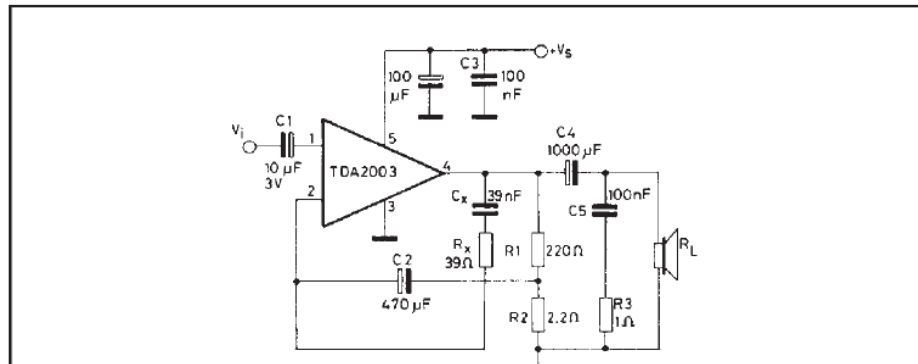 +Vs
100 µF
C3
100 nF
C1
Vi
10 µF 3V
1
5
TDA2003
4
2
3
C4
1000 µF
Cx
39nF
100nF
C5
Rx
39Ω
R1
220Ω
RL
C2
470 µF
R2
2.2Ω
R3
1Ω